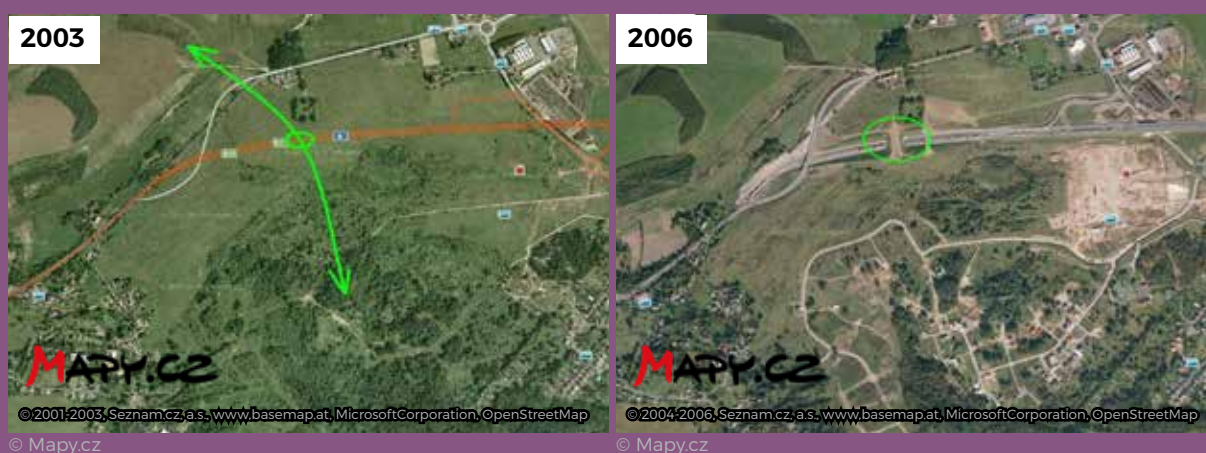 2003
MAPY.CZ
© 2001-2003, Seznam.cz, a.s., www.basemap.at, MicrosoftCorporation, OpenStreetMap
© Mapy.cz
2006
MAPY.CZ
© 2004-2006, Seznam.cz, a.s., www.basemap.at, MicrosoftCorporation, OpenStreetMap
© Mapy.cz